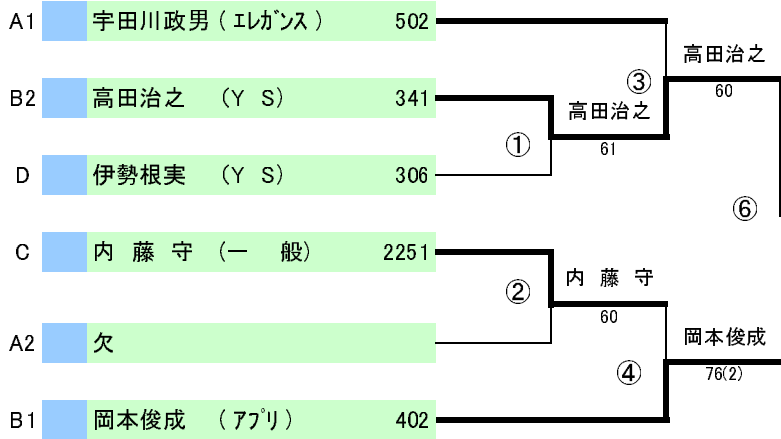 A1 宇田川政男 ( ｴﾚｶﾞﾝｽ ) 502
高田治之
③ 60
B2 高田治之 (Y S) 341
高田治之
① 61
D 伊勢根実 (Y S) 306
⑥
C 内 藤 守 (一 般) 2251
内 藤 守
② 60
A2 欠
岡本俊成
④ 76(2)
B1 岡本俊成 ( ｱﾌﾟﾘ ) 402